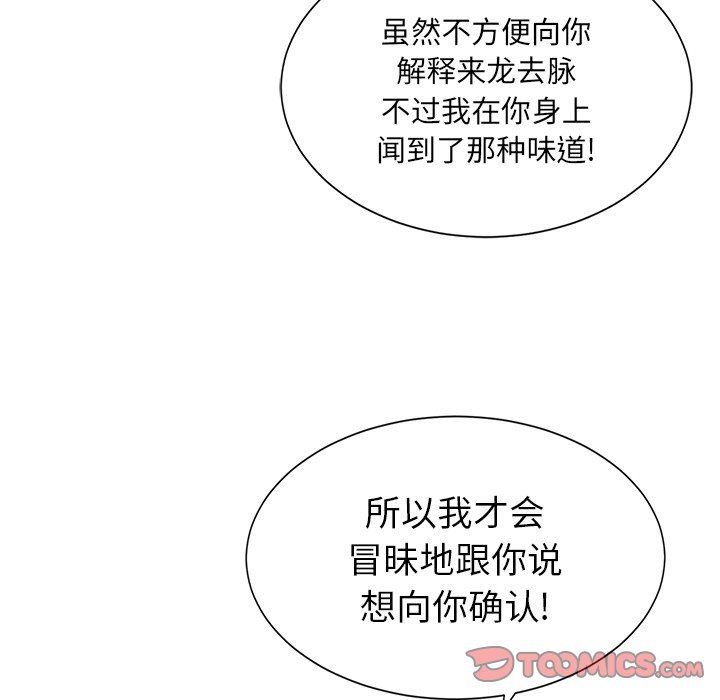 虽然不方便向你
解释来龙去脉
不过我在你身上
闻到了那种味道!
所以我才会
冒昧地跟你说
想向你确认!
TOOMICS.COM